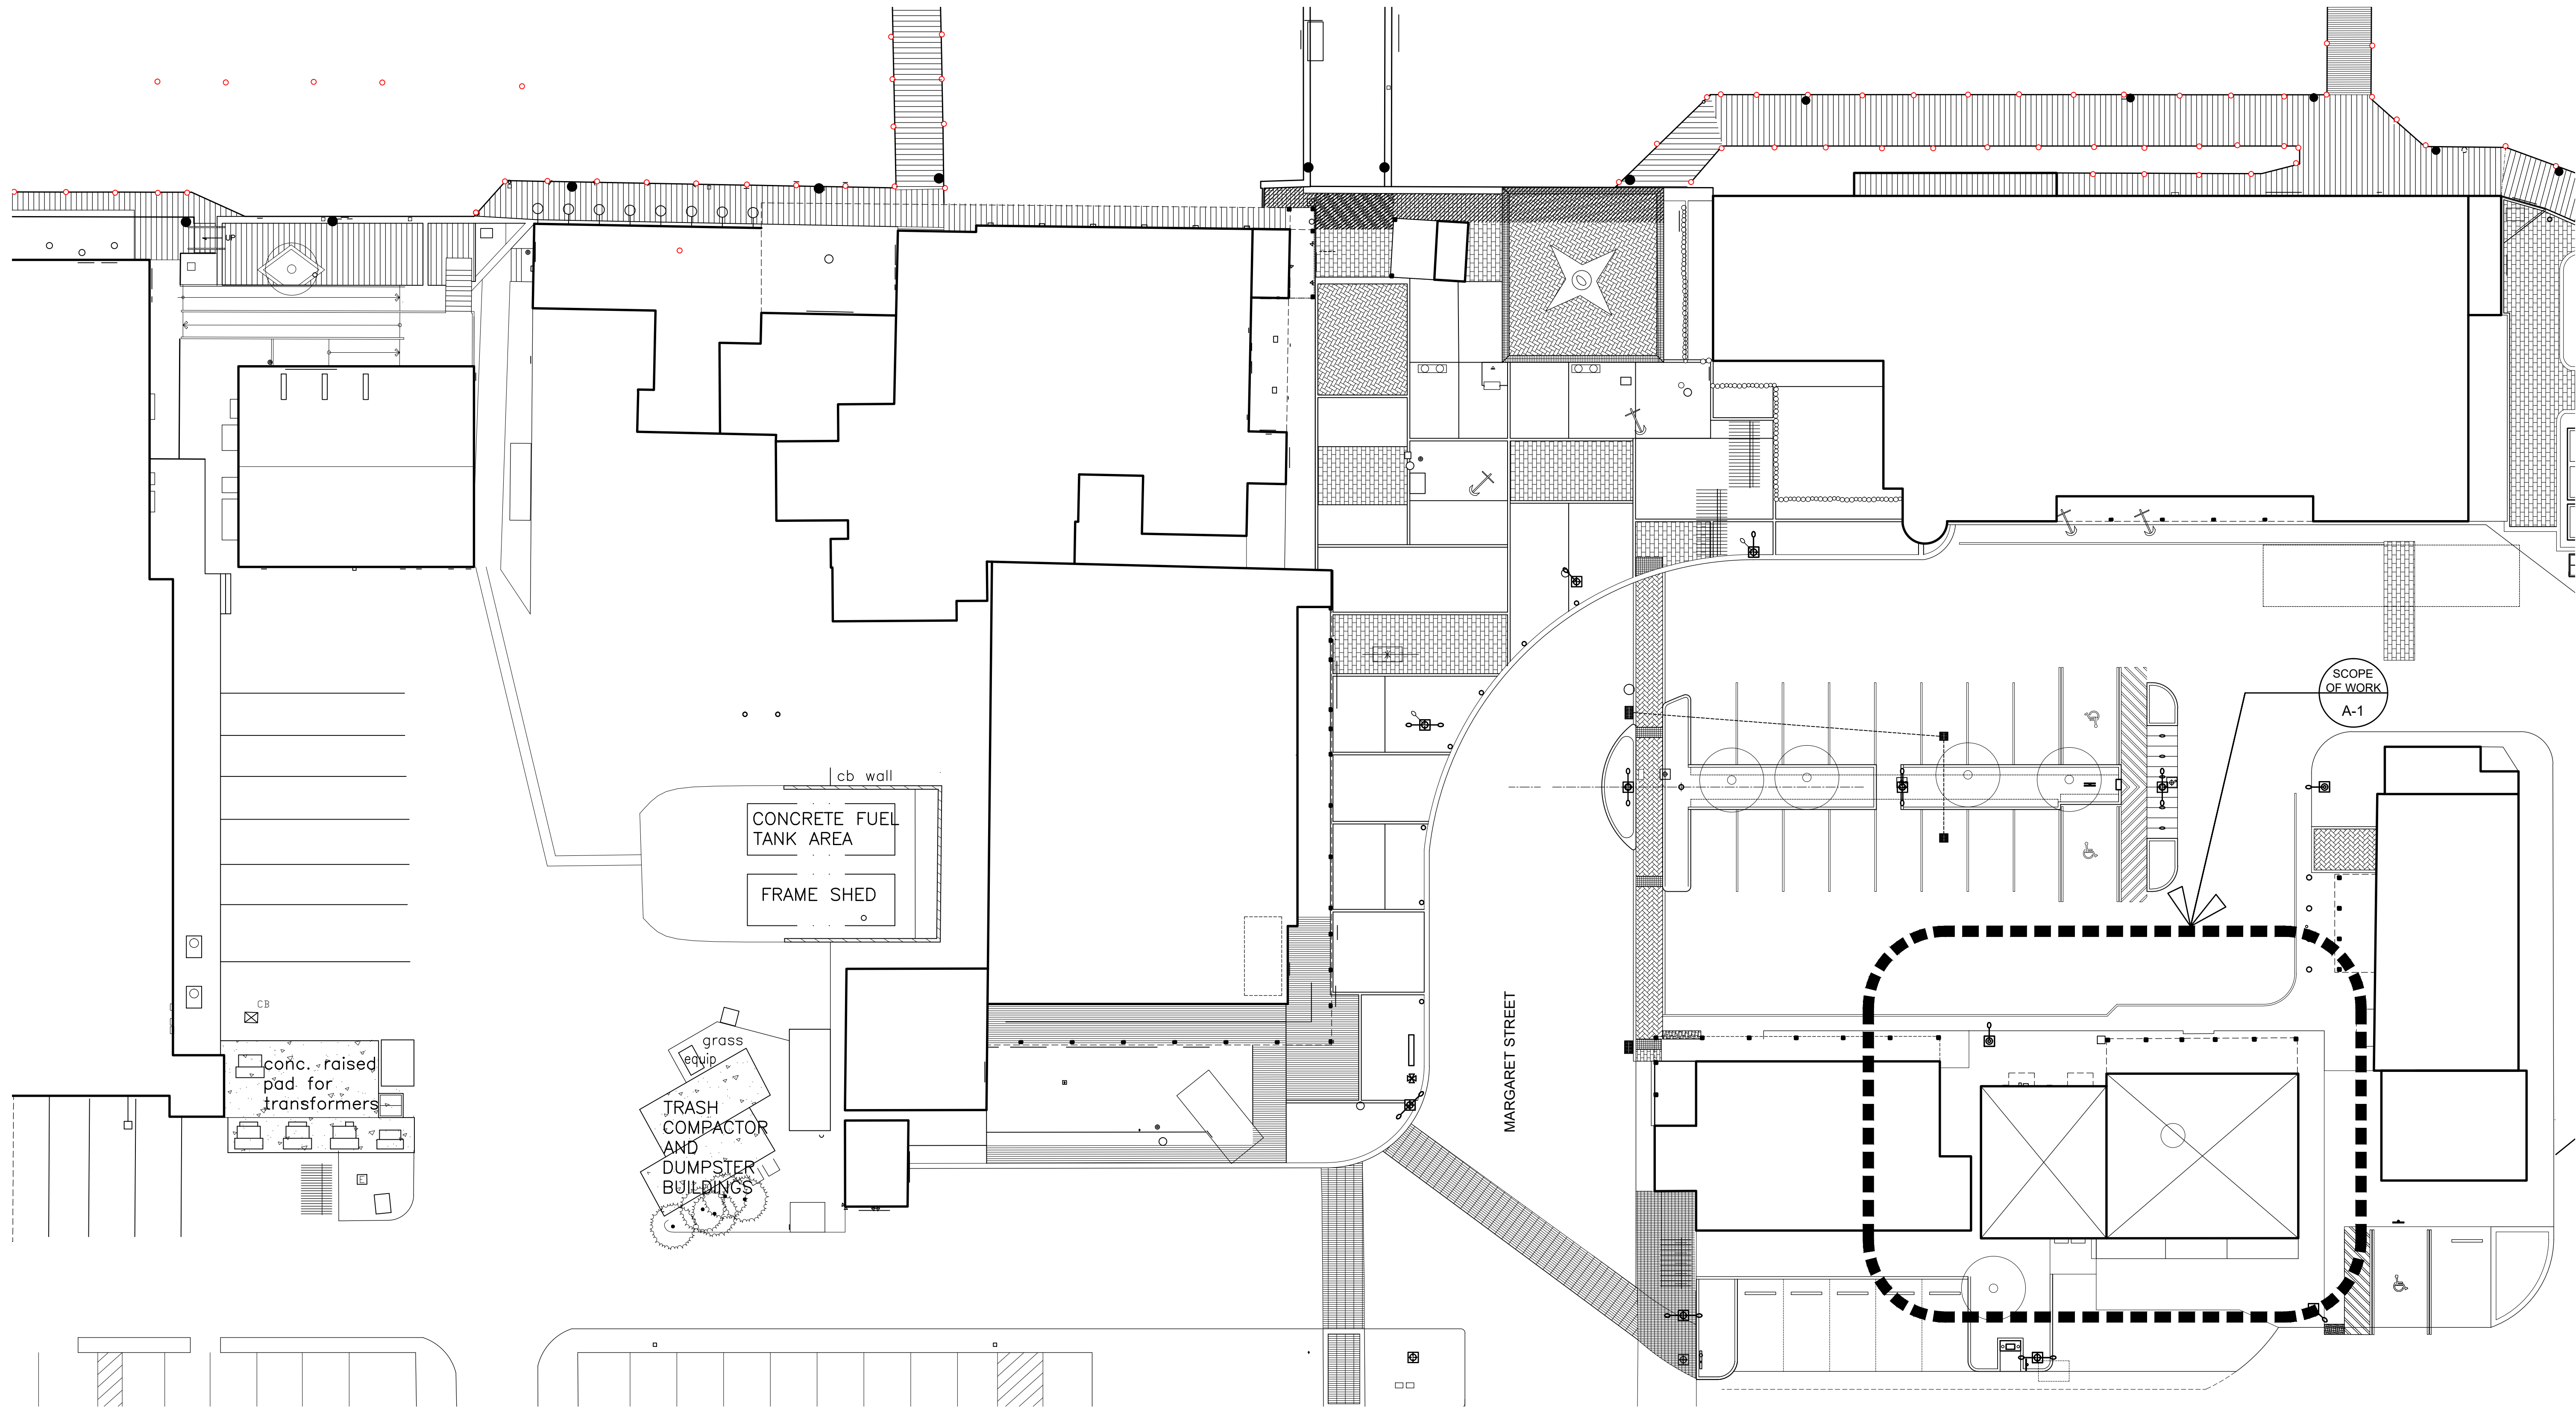 UP
SCOPE
OF WORK
A-1
cb wall
CONCRETE FUEL
TANK AREA
FRAME SHED
CB
MARGARET STREET
grass
equip
conc. raised
pad for
transformers
TRASH
COMPACTOR
AND
DUMPSTER
BUILDINGS
E